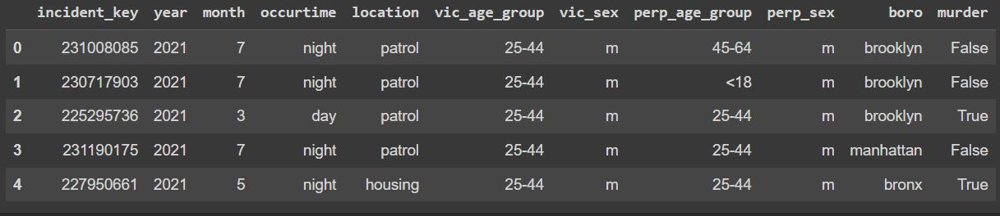 incident_key year month occurtime location vic_age_group vic_sex perp_age_group perp_sex boro murder
0 231008085 2021 7 night patrol 25-44 m 45-64 m brooklyn False
1 230717903 2021 7 night patrol 25-44 m <18 m brooklyn False
2 225295736 2021 3 day patrol 25-44 m 25-44 m brooklyn True
3 231190175 2021 7 night patrol 25-44 m 25-44 m manhattan False
4 227950661 2021 5 night housing 25-44 m 25-44 m bronx True